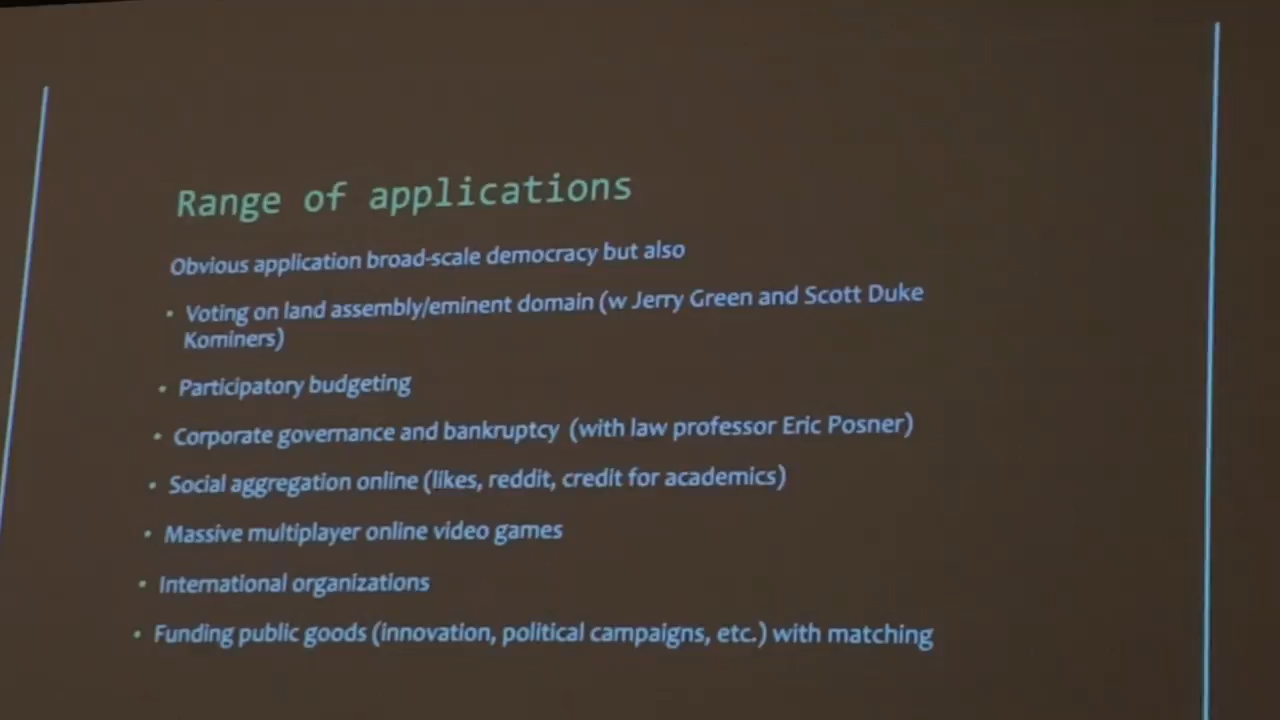 Range of applications
Obvious application broad-scale democracy but also
• Voting on land assembly/eminent domain (w Jerry Green and Scott Duke
Kominers)
• Participatory budgeting
• Corporate governance and bankruptcy (with law professor Eric Posner)
• Social aggregation online (likes, reddit, credit for academics)
• Massive multiplayer online video games
• International organizations
• Funding public goods (innovation, political campaigns, etc.) with matching